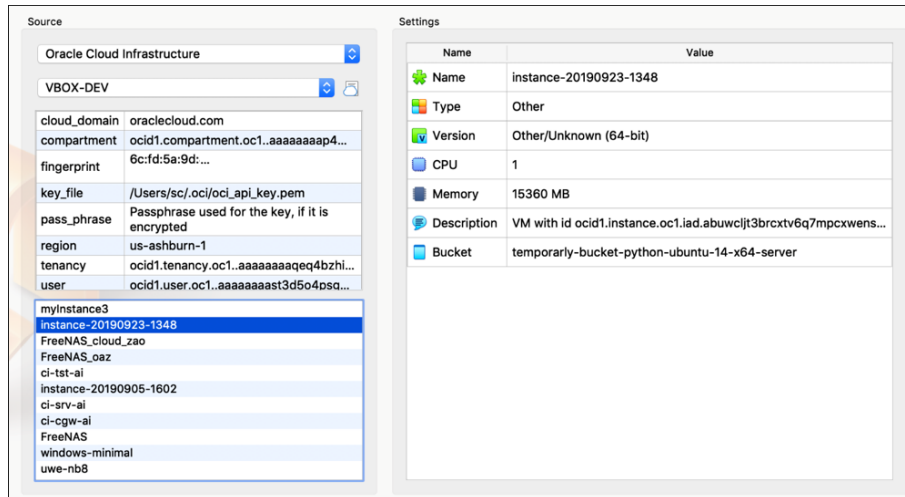 Source
Oracle Cloud Infrastructure
VBOX-DEV
cloud_domain oraclecloud.com
compartment ocid1.compartment.oc1..aaaaaaaap4...
fingerprint 6c:fd:5a:9d:...
key_file /Users/sc/.oci/oci_api_key.pem
pass_phrase Passphrase used for the key, if it is
encrypted
region us-ashburn-1
tenancy ocid1.tenancy.oc1..aaaaaaaaqeq4bzhi...
user ocid1.user.oc1..aaaaaaaast3d5o4psq...
myInstance3
instance-20190923-1348
FreeNAS_cloud_zao
FreeNAS_oaz
ci-tst-ai
instance-20190905-1602
ci-srv-ai
ci-cgw-ai
FreeNAS
windows-minimal
uwe-nb8
Settings
Name Value
Name instance-20190923-1348
Type Other
Version Other/Unknown (64-bit)
CPU 1
Memory 15360 MB
Description VM with id ocid1.instance.oc1.iad.abuwcljt3brcxtv6q7mpcxwens...
Bucket temporarly-bucket-python-ubuntu-14-x64-server